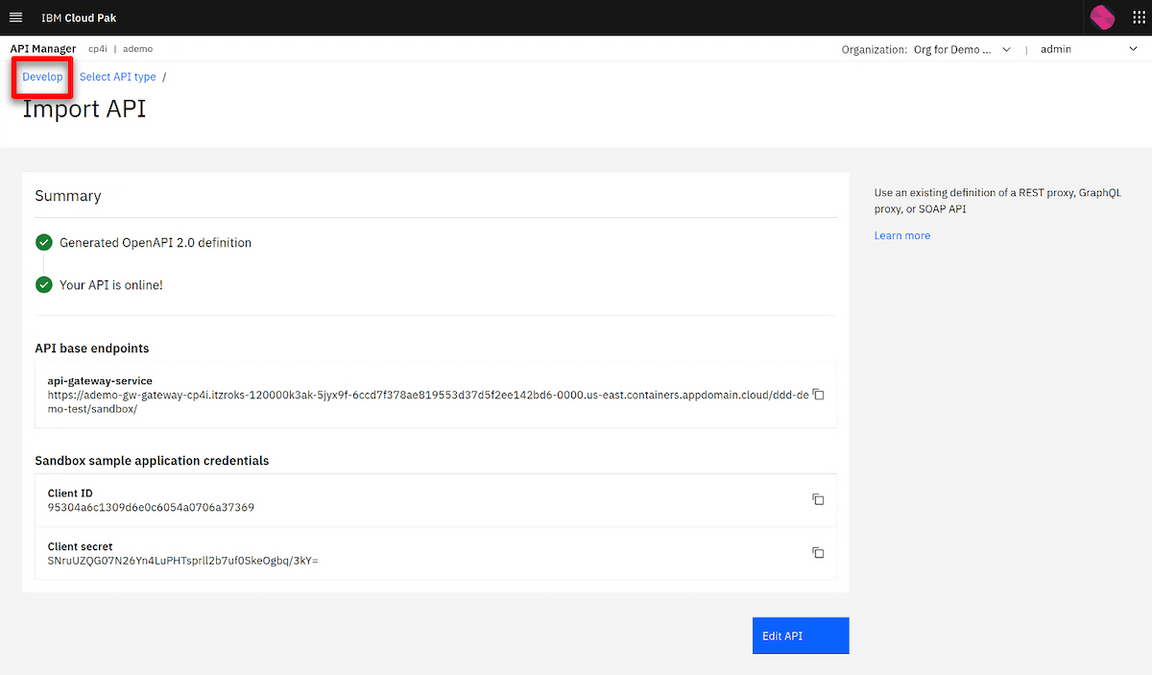 IBM Cloud Pak
API Manager cp4i | ademo Organization: Org for Demo ... | admin
Develop Select API type /
Import API
Summary
Use an existing definition of a REST proxy, GraphQL
proxy, or SOAP API
Learn more
Generated OpenAPI 2.0 definition
Your API is online!
API base endpoints
api-gateway-service
https://ademo-gw-gateway-cp4i.itzroks-120000k3ak-5jyx9f-6ccd7f378ae819553d37d5f2ee142bd6-0000.us-east.containers.appdomain.cloud/ddd-de
mo-test/sandbox/
Sandbox sample application credentials
Client ID
95304a6c1309d6e0c6054a0706a37369
Client secret
SNruUZQG07N26Yn4LuPHTsprll2b7uf0SkeOgbq/3kY=
Edit API